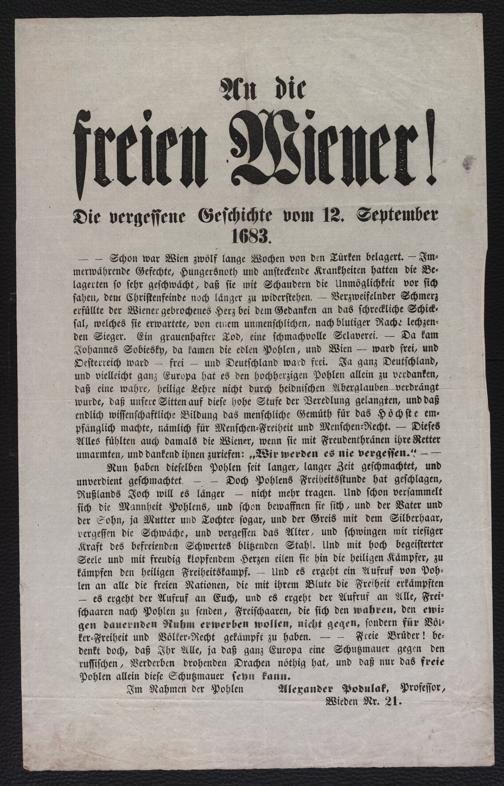 An die
freien Wiener!
Die vergessene Geschichte vom 12. September
1683.
— — Schon war Wien zwölf lange Wochen von den Türken belagert. — Im-
merwährende Gefechte, Hungersnoth und ansteckende Krankheiten hatten die Be-
lagerten so sehr geschwächt, daß sie mit Schaudern die Unmöglichkeit vor sich
sahen, dem Christenfeinde noch länger zu widerstehen. — Verzweifelnder Schmerz
erfüllte der Wiener gebrochenes Herz bei dem Gedanken an das schreckliche Schick-
sal, welches sie erwartete, von einem unmenschlichen, nach blutiger Rache lechzen-
den Sieger. Ein grauenhafter Tod, eine schmachvolle Sclaverei. — Da kam
Johannes Sobiesky, da kamen die edlen Pohlen, und Wien — ward frei, und
Oesterreich ward — frei — und Deutschland ward frei. Ja ganz Deutschland,
und vielleicht ganz Europa hat es den hochherzigen Pohlen allein zu verdanken,
daß eine wahre, heilige Lehre nicht durch heidnischen Aberglauben verdrängt
wurde, daß unsere Sitten auf diese hohe Stufe der Veredlung gelangten, und daß
endlich wissenschaftliche Bildung das menschliche Gemüth für das Höchste em-
pfänglich machte, nämlich für Menschen-Freiheit und Menschen-Recht. — Dieses
Alles fühlten auch damals die Wiener, wenn sie mit Freudenthränen ihre Retter
umarmten, und dankend ihnen zuriefen: „Wir werden es nie vergessen.“ — —
Nun haben dieselben Pohlen seit langer, langer Zeit geschmachtet, und
unverdient geschmachtet — — Doch Pohlens Freiheitsstunde hat geschlagen,
Rußlands Joch will es länger — nicht mehr tragen. Und schon versammelt
sich die Mannheit Pohlens, und schon bewaffnen sie sich, und der Vater und
der Sohn, ja Mutter und Tochter sogar, und der Greis mit dem Silberhaar,
vergessen die Schwäche, und vergessen das Alter, und schwingen mit riesiger
Kraft des befreienden Schwertes blitzenden Stahl. Und mit hoch begeisterter
Seele und mit freudig klopfendem Herzen eilen sie hin die heiligen Kämpfer, zu
kämpfen den heiligen Freiheitskampf. — Und es ergeht ein Aufruf von Poh-
len an alle die freien Nationen, die mit ihrem Blute die Freiheit erkämpften
— es ergeht der Aufruf an Euch, und es ergeht der Aufruf an Alle, Frei-
schaaren nach Pohlen zu senden, Freischaaren, die sich den wahren, den ewi-
gen dauernden Ruhm erwerben wollen, nicht gegen, sondern für Völ-
ker-Freiheit und Völker-Recht gekämpft zu haben. — — Freie Brüder! be-
denkt doch, daß Ihr Alle, ja daß ganz Europa eine Schutzmauer gegen den
russischen, Verderben drohenden Drachen nöthig hat, und daß nur das freie
Pohlen allein diese Schutzmauer seyn kann.
Im Nahmen der Pohlen Alexander Podulak, Professor,
Wieden Nr. 21.